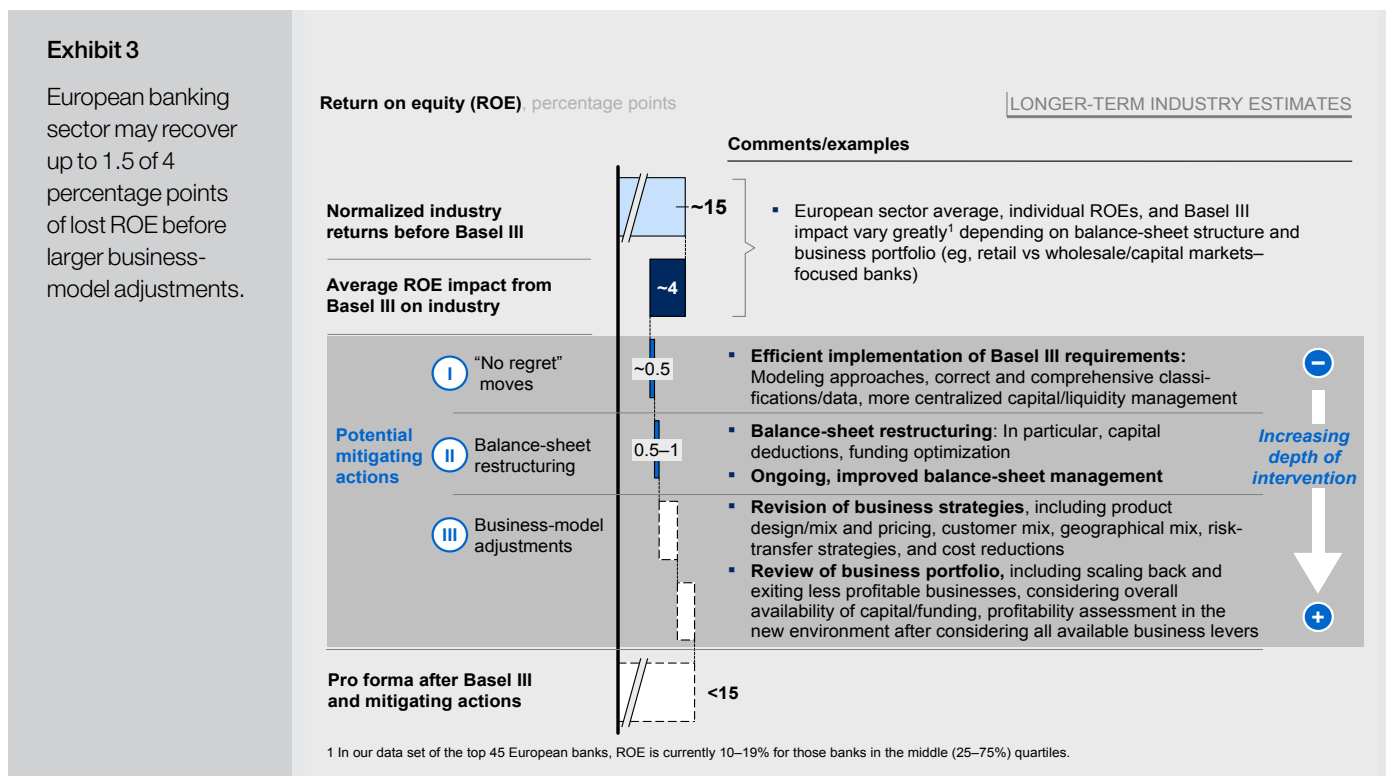 Exhibit 3
European banking
sector may recover
up to 1.5 of 4
percentage points
of lost ROE before
larger business-
model adjustments.
Return on equity (ROE), percentage points
LONGER-TERM INDUSTRY ESTIMATES
Comments/examples
Normalized industry
returns before Basel III
~15
▪ European sector average, individual ROEs, and Basel III
impact vary greatly1 depending on balance-sheet structure and
business portfolio (eg, retail vs wholesale/capital markets–
focused banks)
Average ROE impact from
Basel III on industry
~4
Potential
mitigating
actions
I
“No regret”
moves
~0.5
▪ Efficient implementation of Basel III requirements:
Modeling approaches, correct and comprehensive classi-
fications/data, more centralized capital/liquidity management
II
Balance-sheet
restructuring
0.5–1
▪ Balance-sheet restructuring: In particular, capital
deductions, funding optimization
▪ Ongoing, improved balance-sheet management
III
Business-model
adjustments
▪ Revision of business strategies, including product
design/mix and pricing, customer mix, geographical mix, risk-
transfer strategies, and cost reductions
▪ Review of business portfolio, including scaling back and
exiting less profitable businesses, considering overall
availability of capital/funding, profitability assessment in the
new environment after considering all available business levers
–
Increasing
depth of
intervention
+
Pro forma after Basel III
and mitigating actions
<15
1 In our data set of the top 45 European banks, ROE is currently 10–19% for those banks in the middle (25–75%) quartiles.